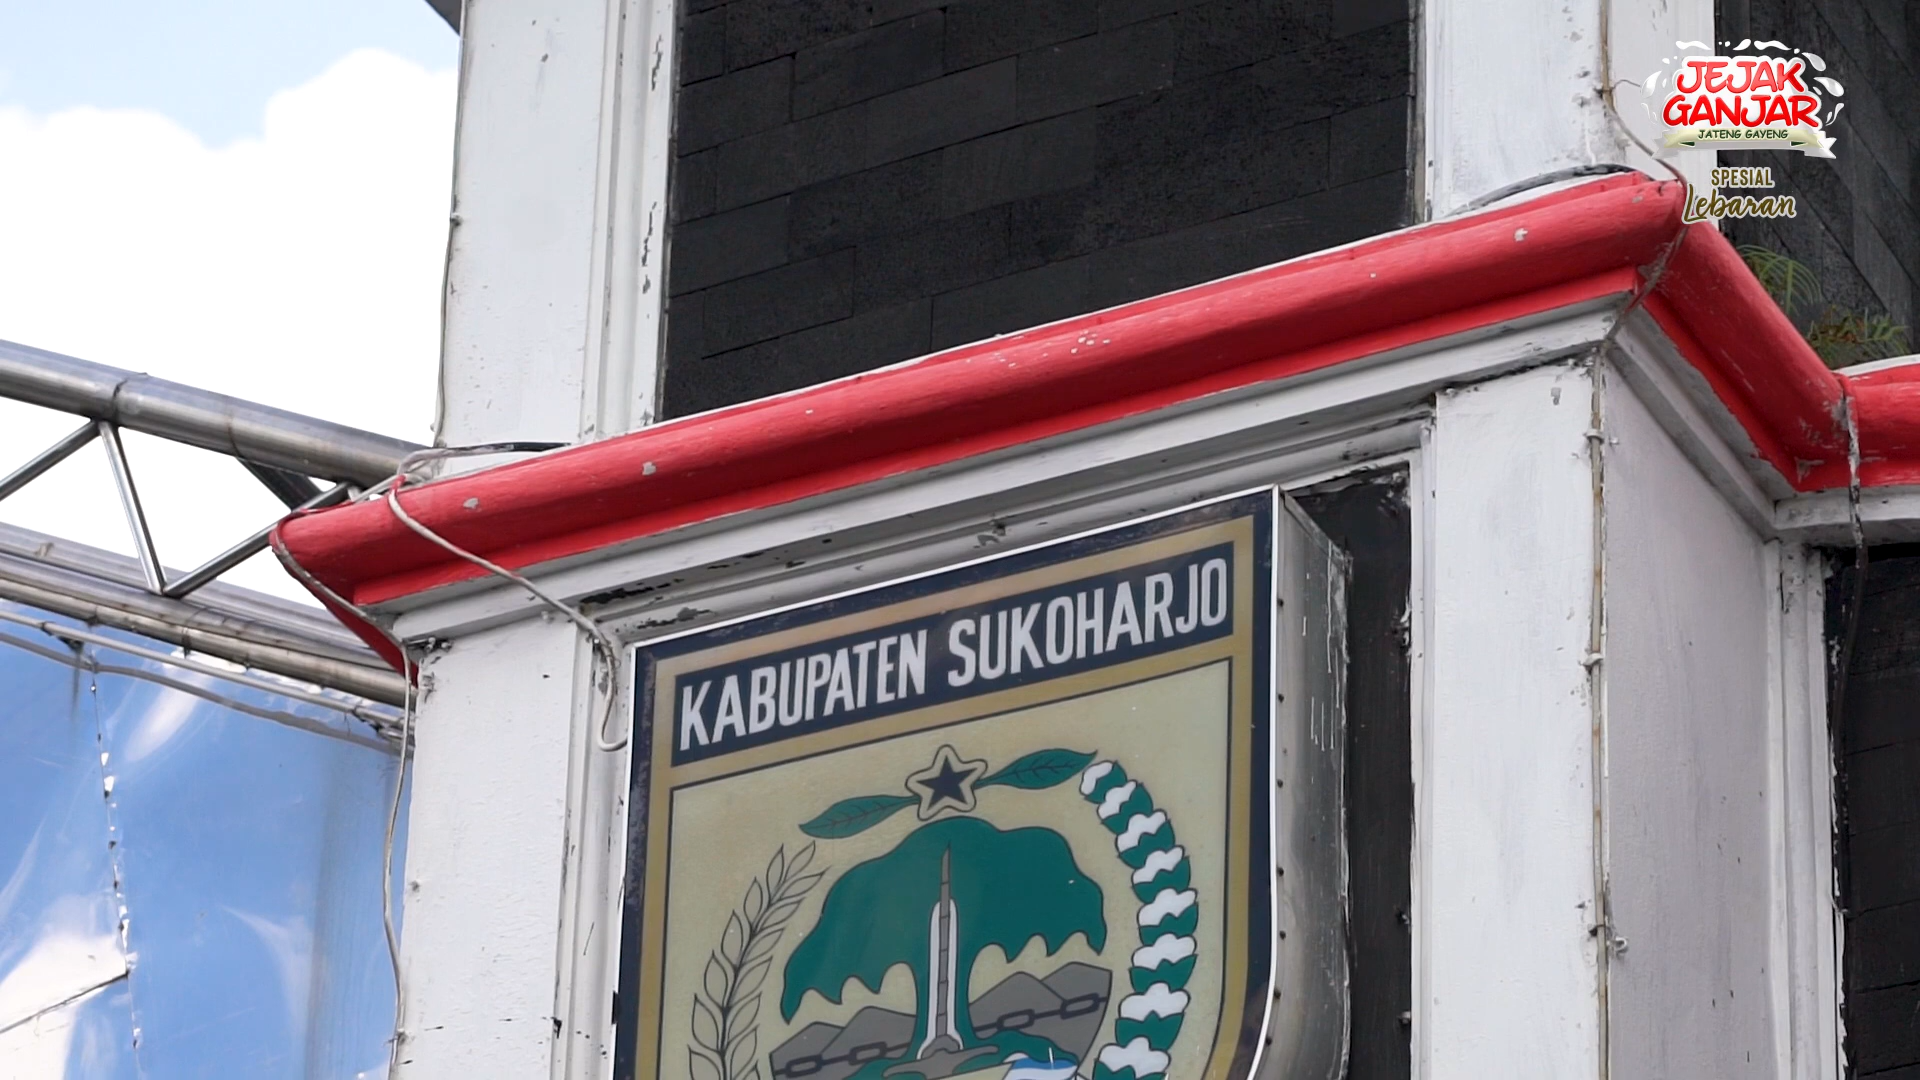 JEJAK
GANJAR
JATENG GAYENG
SPESIAL
Lebaran
KABUPATEN SUKOHARJO